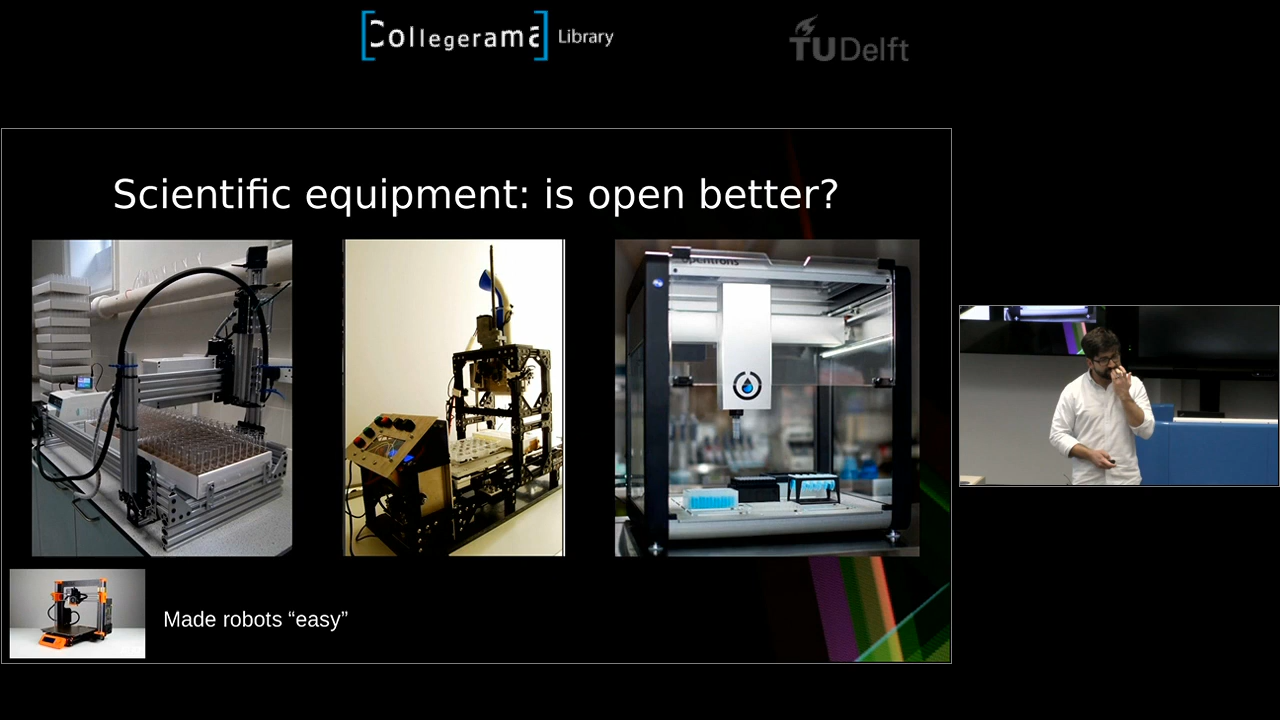 Collegerama Library
TU Delft
Scientific equipment: is open better?
opentrons
Made robots “easy”